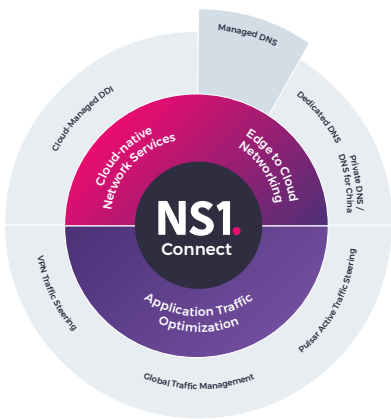 Managed DNS
Cloud-Managed DDI
Dedicated DNS
Private DNS /
DNS for China
Cloud-native
Network Services
Edge to Cloud
Networking
NS1.
Connect
Application Traffic
Optimization
VPN Traffic Steering
Global Traffic Management
Pulsar Active Traffic Steering